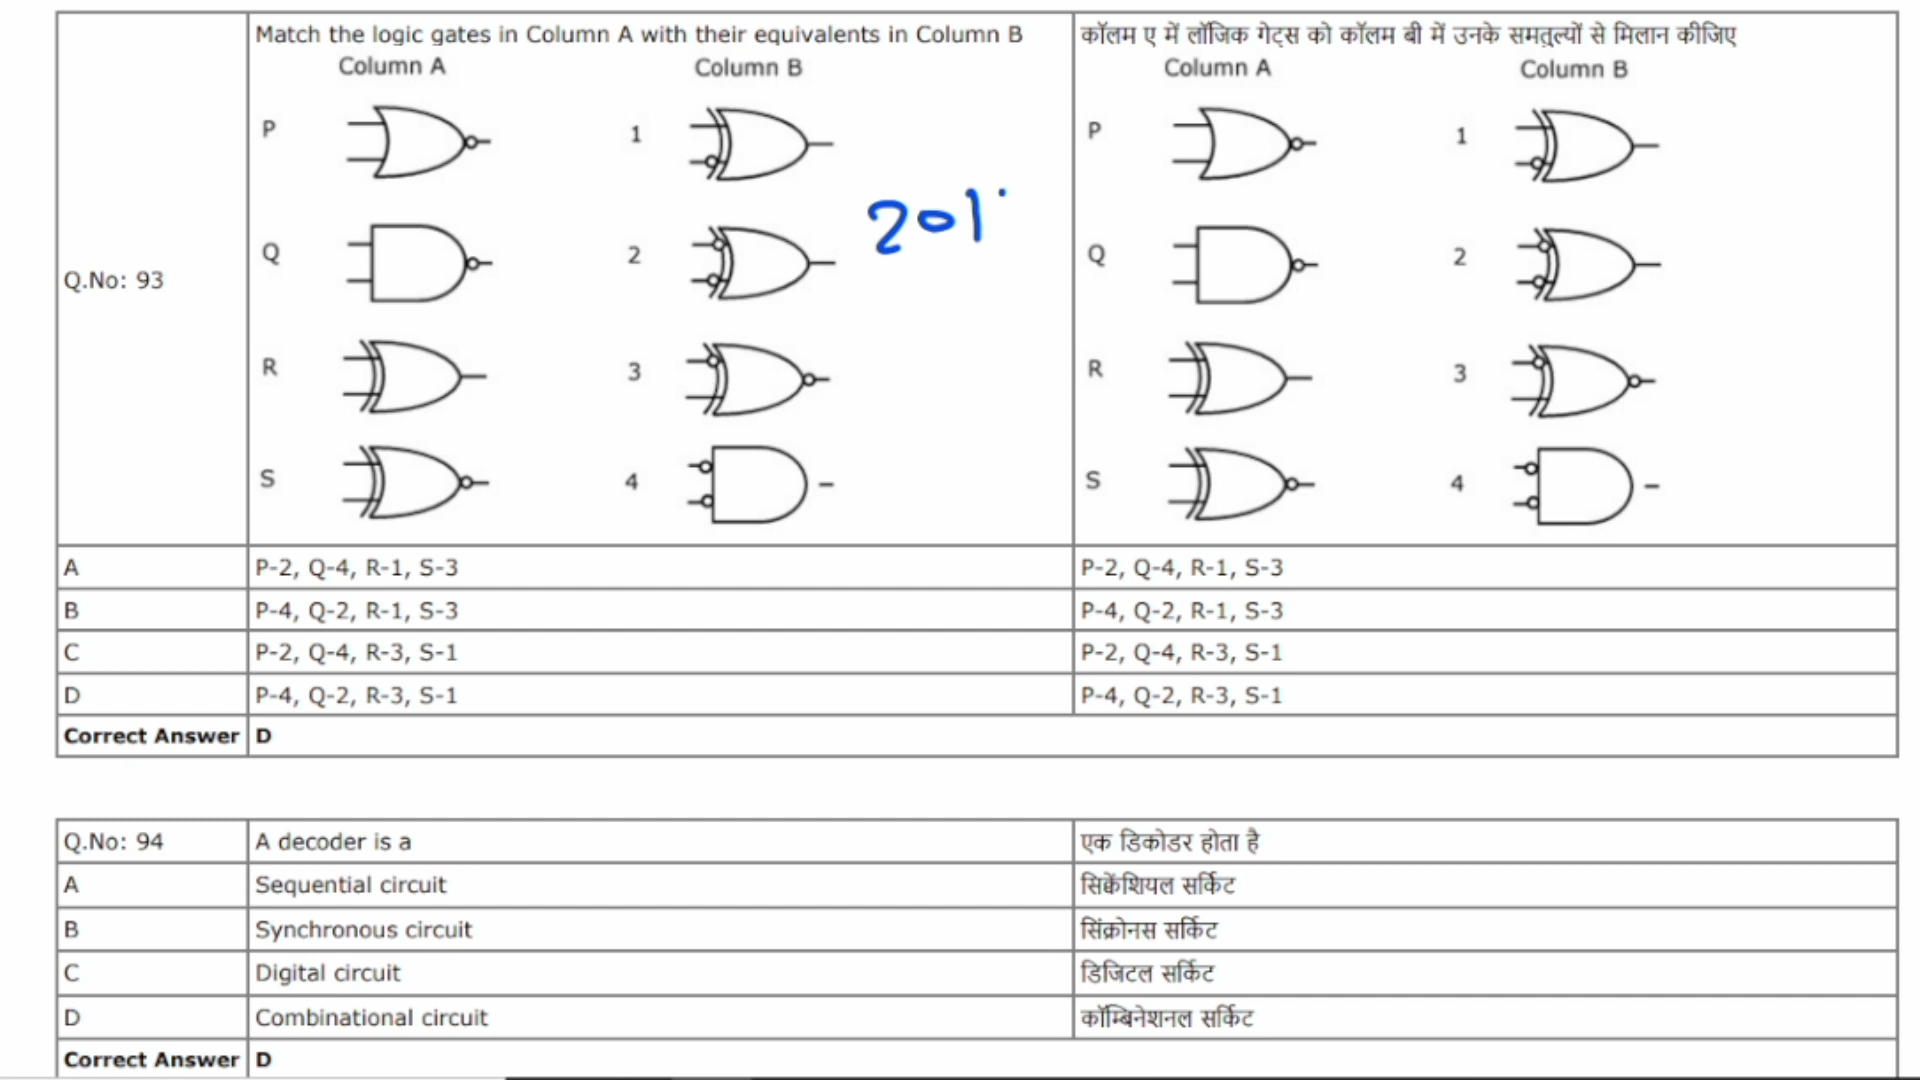 Match the logic gates in Column A with their equivalents in Column B
Column A Column B
P 1
Q 2
R 3
S 4
201
कॉलम ए में लॉजिक गेट्स को कॉलम बी में उनके समतुल्यों से मिलान कीजिए
Column A Column B
P 1
Q 2
R 3
S 4
Q.No: 93
A P-2, Q-4, R-1, S-3 P-2, Q-4, R-1, S-3
B P-4, Q-2, R-1, S-3 P-4, Q-2, R-1, S-3
C P-2, Q-4, R-3, S-1 P-2, Q-4, R-3, S-1
D P-4, Q-2, R-3, S-1 P-4, Q-2, R-3, S-1
Correct Answer D
Q.No: 94 A decoder is a एक डिकोडर होता है
A Sequential circuit सिक्वेंशियल सर्किट
B Synchronous circuit सिंक्रोनस सर्किट
C Digital circuit डिजिटल सर्किट
D Combinational circuit कॉम्बिनेशनल सर्किट
Correct Answer D